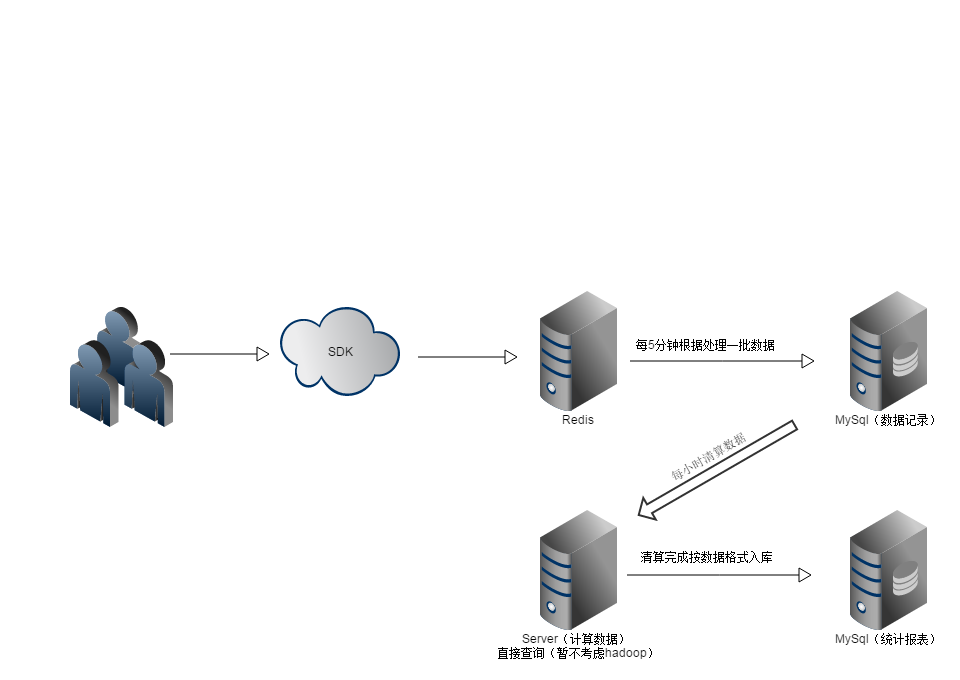 SDK
每5分钟根据处理一批数据
Redis
MySql（数据记录）
每小时清算数据
清算完成按数据格式入库
Server（计算数据）
直接查询（暂不考虑hadoop）
MySql（统计报表）